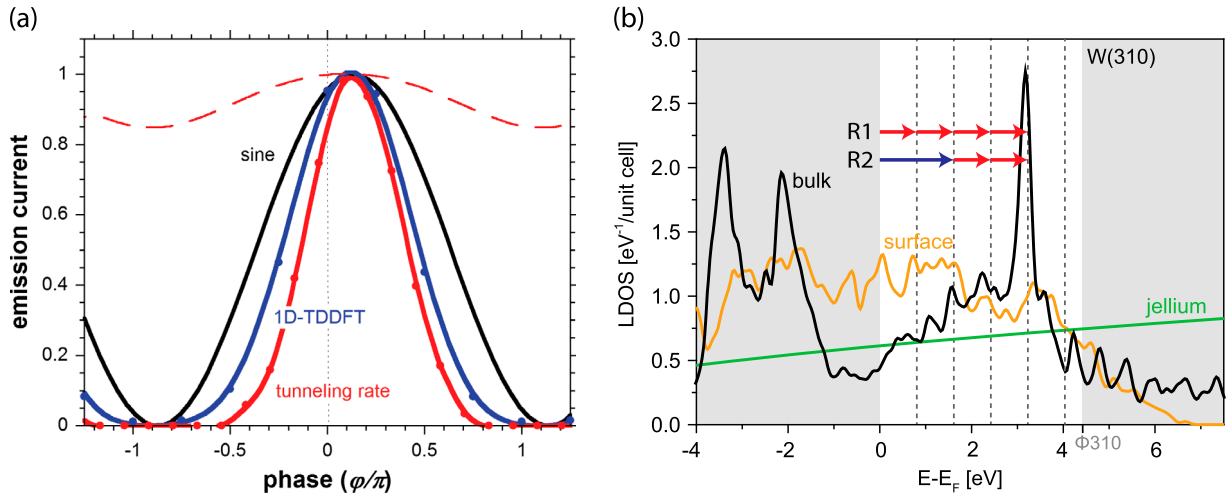 (a)
emission current
1
0.8
0.6
0.4
0.2
0
sine
1D-TDDFT
tunneling rate
-1
-0.5
0
0.5
1
phase (φ/π)
(b)
LDOS [eV⁻¹/unit cell]
3.0
2.5
2.0
1.5
1.0
0.5
0.0
W(310)
R1
R2
bulk
surface
jellium
-4
-2
0
2
4
6
Φ310
E-E_F [eV]